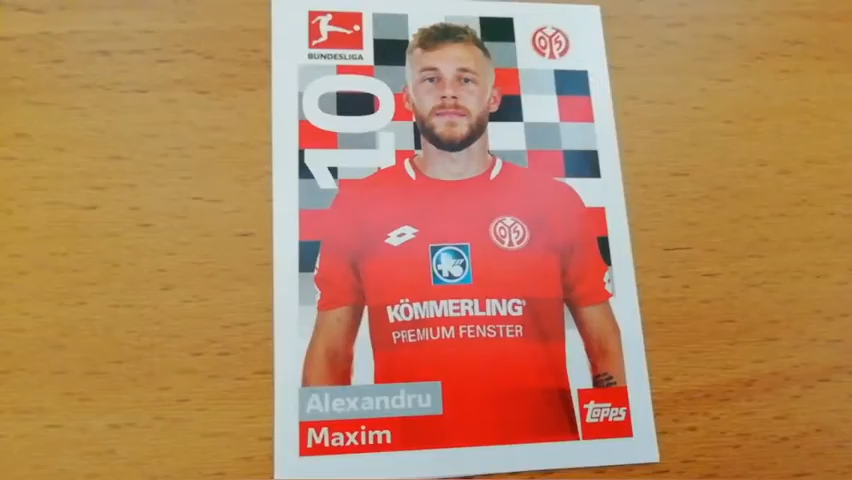 BUNDESLIGA
10
KÖMMERLING®
PREMIUM FENSTER
Alexandru
Maxim
topps